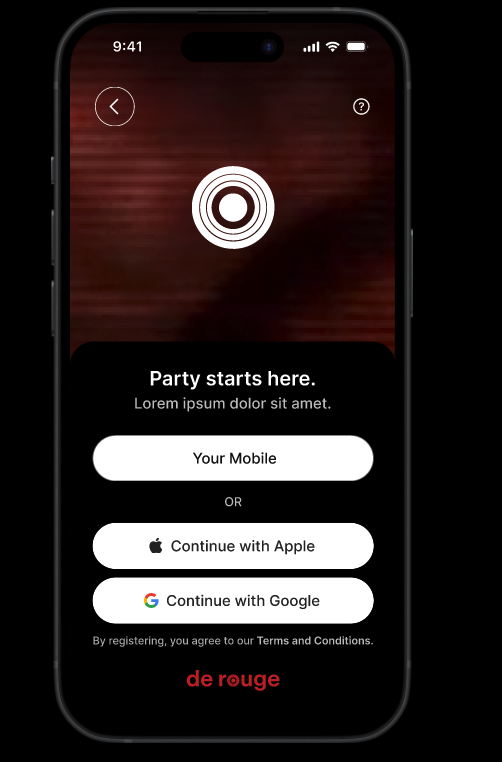 9:41
?
Party starts here.
Lorem ipsum dolor sit amet.
Your Mobile
OR
Continue with Apple
Continue with Google
By registering, you agree to our Terms and Conditions.
de rouge